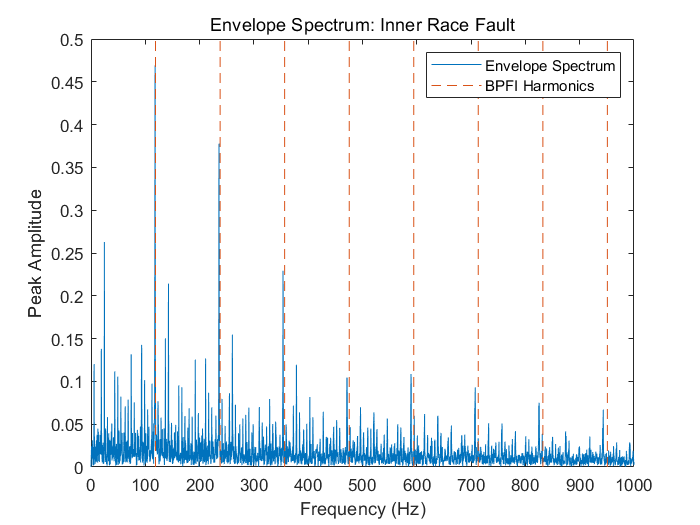 Envelope Spectrum: Inner Race Fault
0.5
0.45
0.4
0.35
0.3
0.25
0.2
0.15
0.1
0.05
0
Peak Amplitude
Envelope Spectrum
BPFI Harmonics
0 100 200 300 400 500 600 700 800 900 1000
Frequency (Hz)